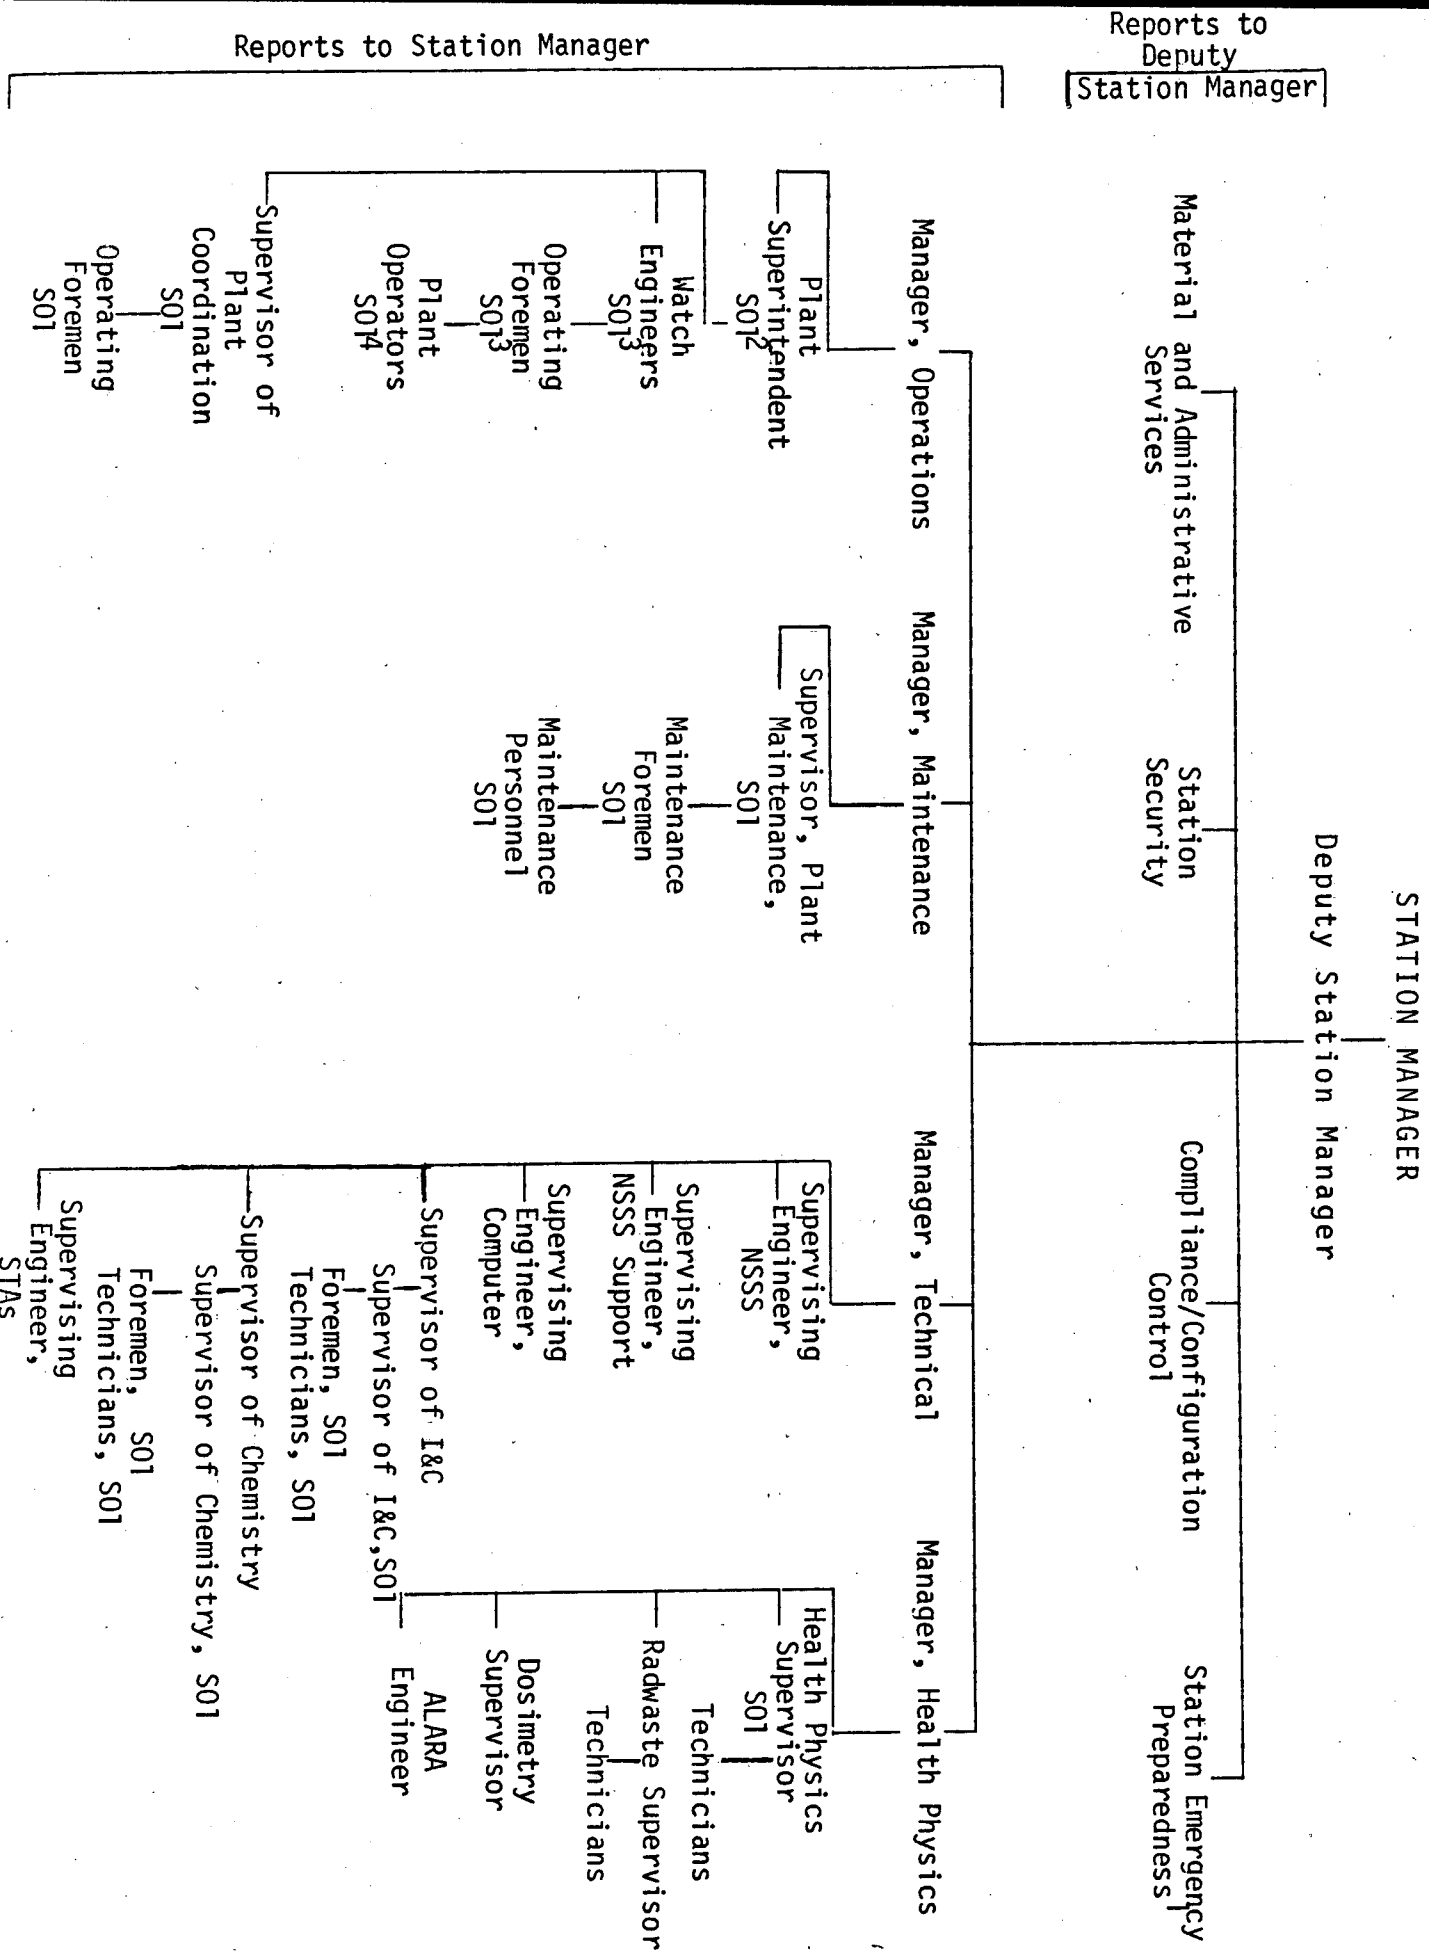 STATION MANAGER
Deputy Station Manager
Reports to
Deputy
Station Manager
Material and Administrative
Services
Station
Security
Compliance/Configuration
Control
Station Emergency
Preparedness
Reports to Station Manager
Manager, Operations
Plant
Superintendent
SO1²
Watch
Engineers
SO1³
Operating
Foremen
SO1³
Plant
Operators
SO1⁴
Supervisor of
Plant
Coordination
SO1
Operating
Foremen
SO1
Manager, Maintenance
Supervisor, Plant
Maintenance,
SO1
Maintenance
Foremen
SO1
Maintenance
Personnel
SO1
Manager, Technical
Supervising
Engineer,
NSSS
Supervising
Engineer,
NSSS Support
Supervising
Engineer,
Computer
Supervisor of I&C
Supervisor of I&C,SO1
Foremen, SO1
Technicians, SO1
Supervisor of Chemistry
Supervisor of Chemistry, SO1
Foremen, SO1
Technicians, SO1
Supervising
Engineer,
STAs
Manager, Health Physics
Health Physics
Supervisor
SO1
Technicians
Radwaste Supervisor
Technicians
Dosimetry
Supervisor
ALARA
Engineer